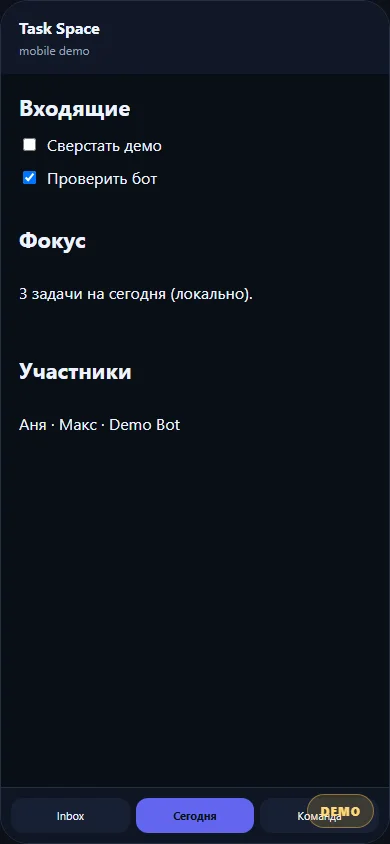 Task Space
mobile demo
Входящие
Сверстать демо
Проверить бот
Фокус
3 задачи на сегодня (локально).
Участники
Аня · Макс · Demo Bot
Inbox
Сегодня
Команда
DEMO